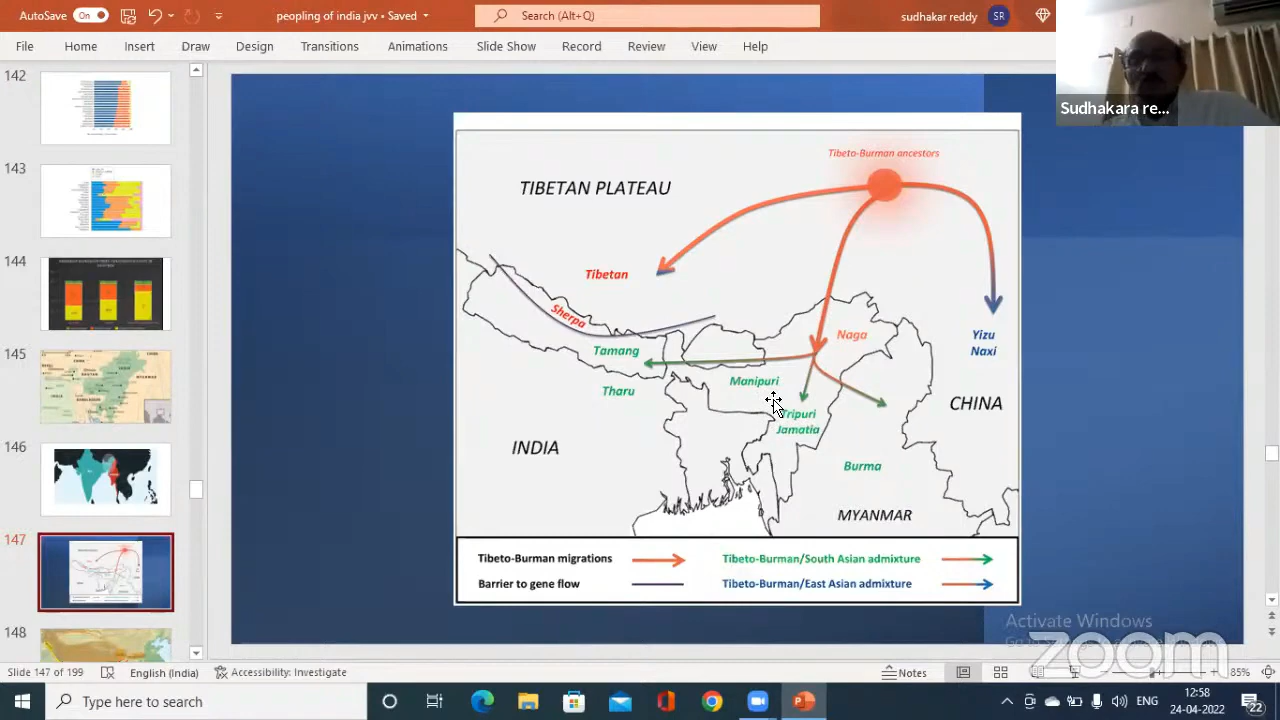 AutoSave On
peopling of india jvv • Saved
Search (Alt+Q)
sudhakar reddy SR
File Home Insert Draw Design Transitions Animations Slide Show Record Review View Help
Sudhakara re...
142
143
144
145
146
147
148
Tibeto-Burman ancestors
TIBETAN PLATEAU
Tibetan
Sherpa
Naga
Yizu
Naxi
Tamang
Manipuri
Tharu
CHINA
Tripuri
Jamatia
INDIA
Burma
MYANMAR
Tibeto-Burman migrations
Tibeto-Burman/South Asian admixture
Barrier to gene flow
Tibeto-Burman/East Asian admixture
Activate Windows
zoom
Slide 147 of 199
English (India)
Accessibility: Investigate
Notes
85%
Type here to search
ENG
12:58
24-04-2022
22